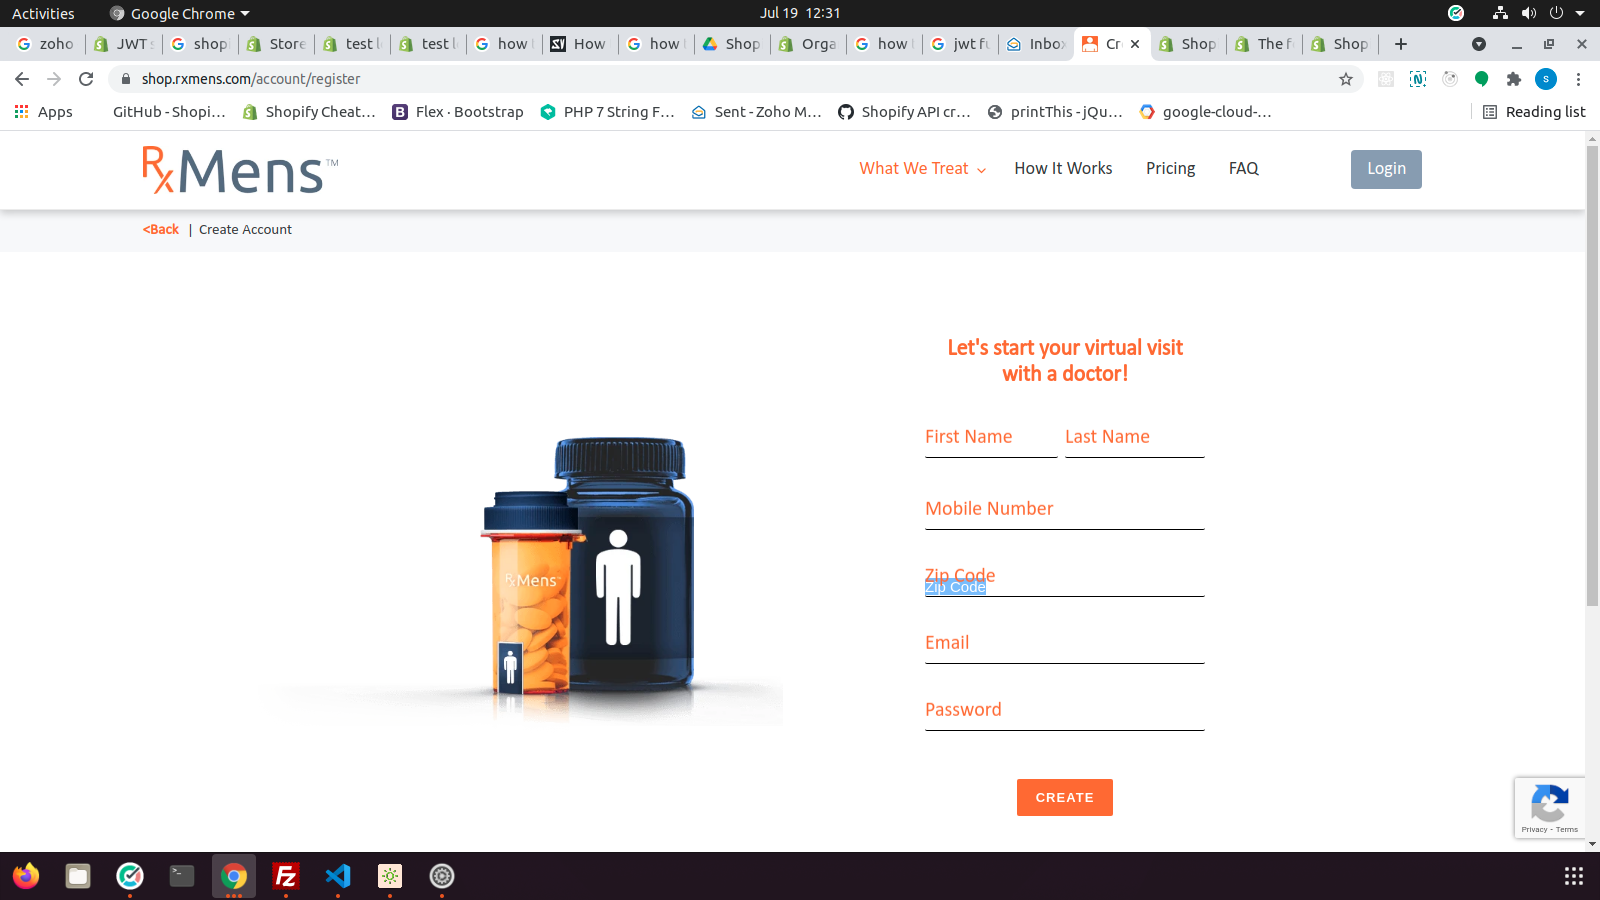 Activities Google Chrome Jul 19 12:31
zoho JWT s shopi Store test l test l how How how Shop Orga how jwt fu Inbox Cr Shop The f Shop
shop.rxmens.com/account/register
Apps GitHub - Shopi... Shopify Cheat... Flex · Bootstrap PHP 7 String F... Sent - Zoho M... Shopify API cr... printThis - jQu... google-cloud-... Reading list
RxMens™ What We Treat How It Works Pricing FAQ Login
<Back | Create Account
Let's start your virtual visit
with a doctor!
First Name Last Name
Mobile Number
Zip Code
Zip Code
Email
Password
RxMens
CREATE
Privacy - Terms